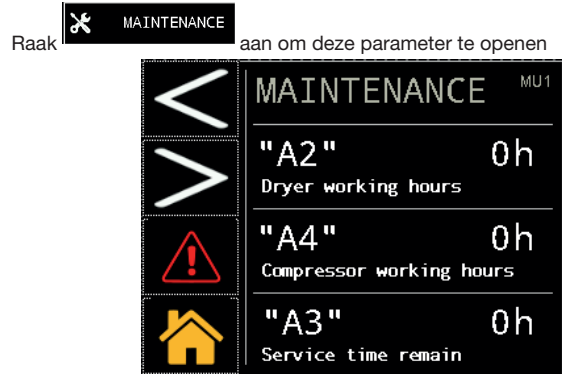 Raak MAINTENANCE aan om deze parameter te openen
MAINTENANCE MU1
"A2" 0h
Dryer working hours
"A4" 0h
Compressor working hours
"A3" 0h
Service time remain